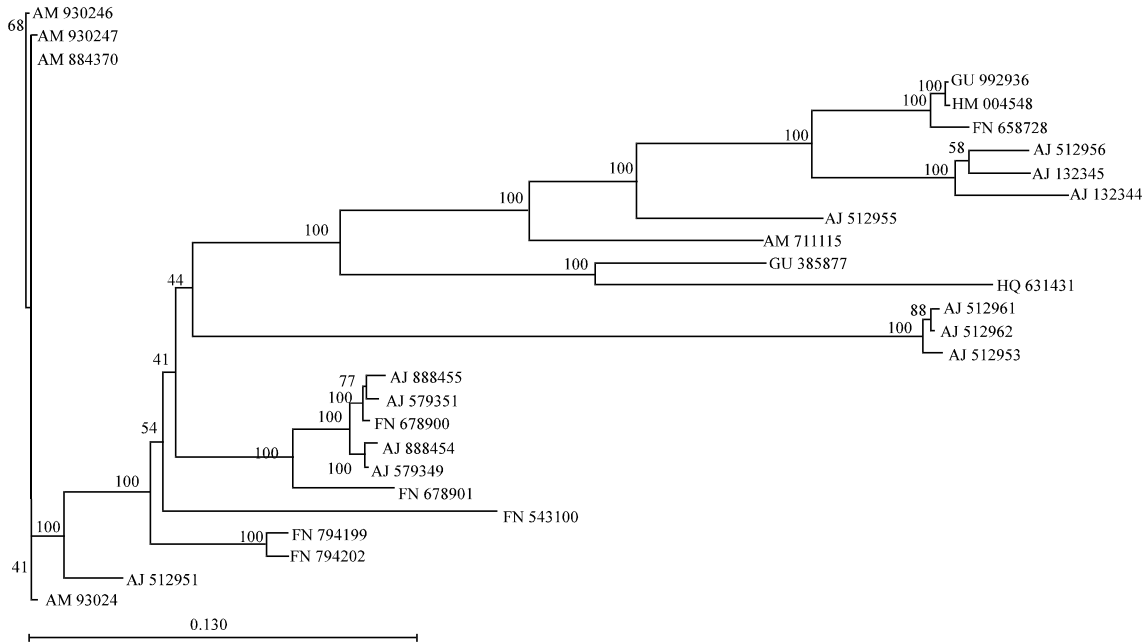 AM 930246
68
AM 930247
AM 884370
GU 992936
100
HM 004548
100
FN 658728
100
AJ 512956
58
AJ 132345
100
AJ 132344
100
AJ 512955
100
AM 711115
100
GU 385877
100
HQ 631431
44
AJ 512961
88
AJ 512962
100
AJ 512953
41
AJ 888455
77
AJ 579351
100
FN 678900
100
AJ 888454
54
100
AJ 579349
100
FN 678901
100
FN 543100
100
FN 794199
100
FN 794202
41
AJ 512951
AM 93024
0.130